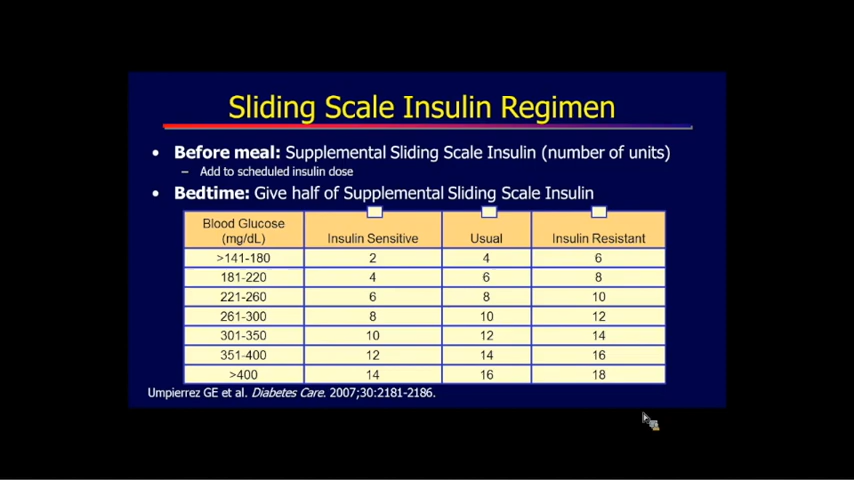 Sliding Scale Insulin Regimen
• Before meal: Supplemental Sliding Scale Insulin (number of units)
– Add to scheduled insulin dose
• Bedtime: Give half of Supplemental Sliding Scale Insulin
Blood Glucose
(mg/dL) Insulin Sensitive Usual Insulin Resistant
>141-180 2 4 6
181-220 4 6 8
221-260 6 8 10
261-300 8 10 12
301-350 10 12 14
351-400 12 14 16
>400 14 16 18
Umpierrez GE et al. Diabetes Care. 2007;30:2181-2186.